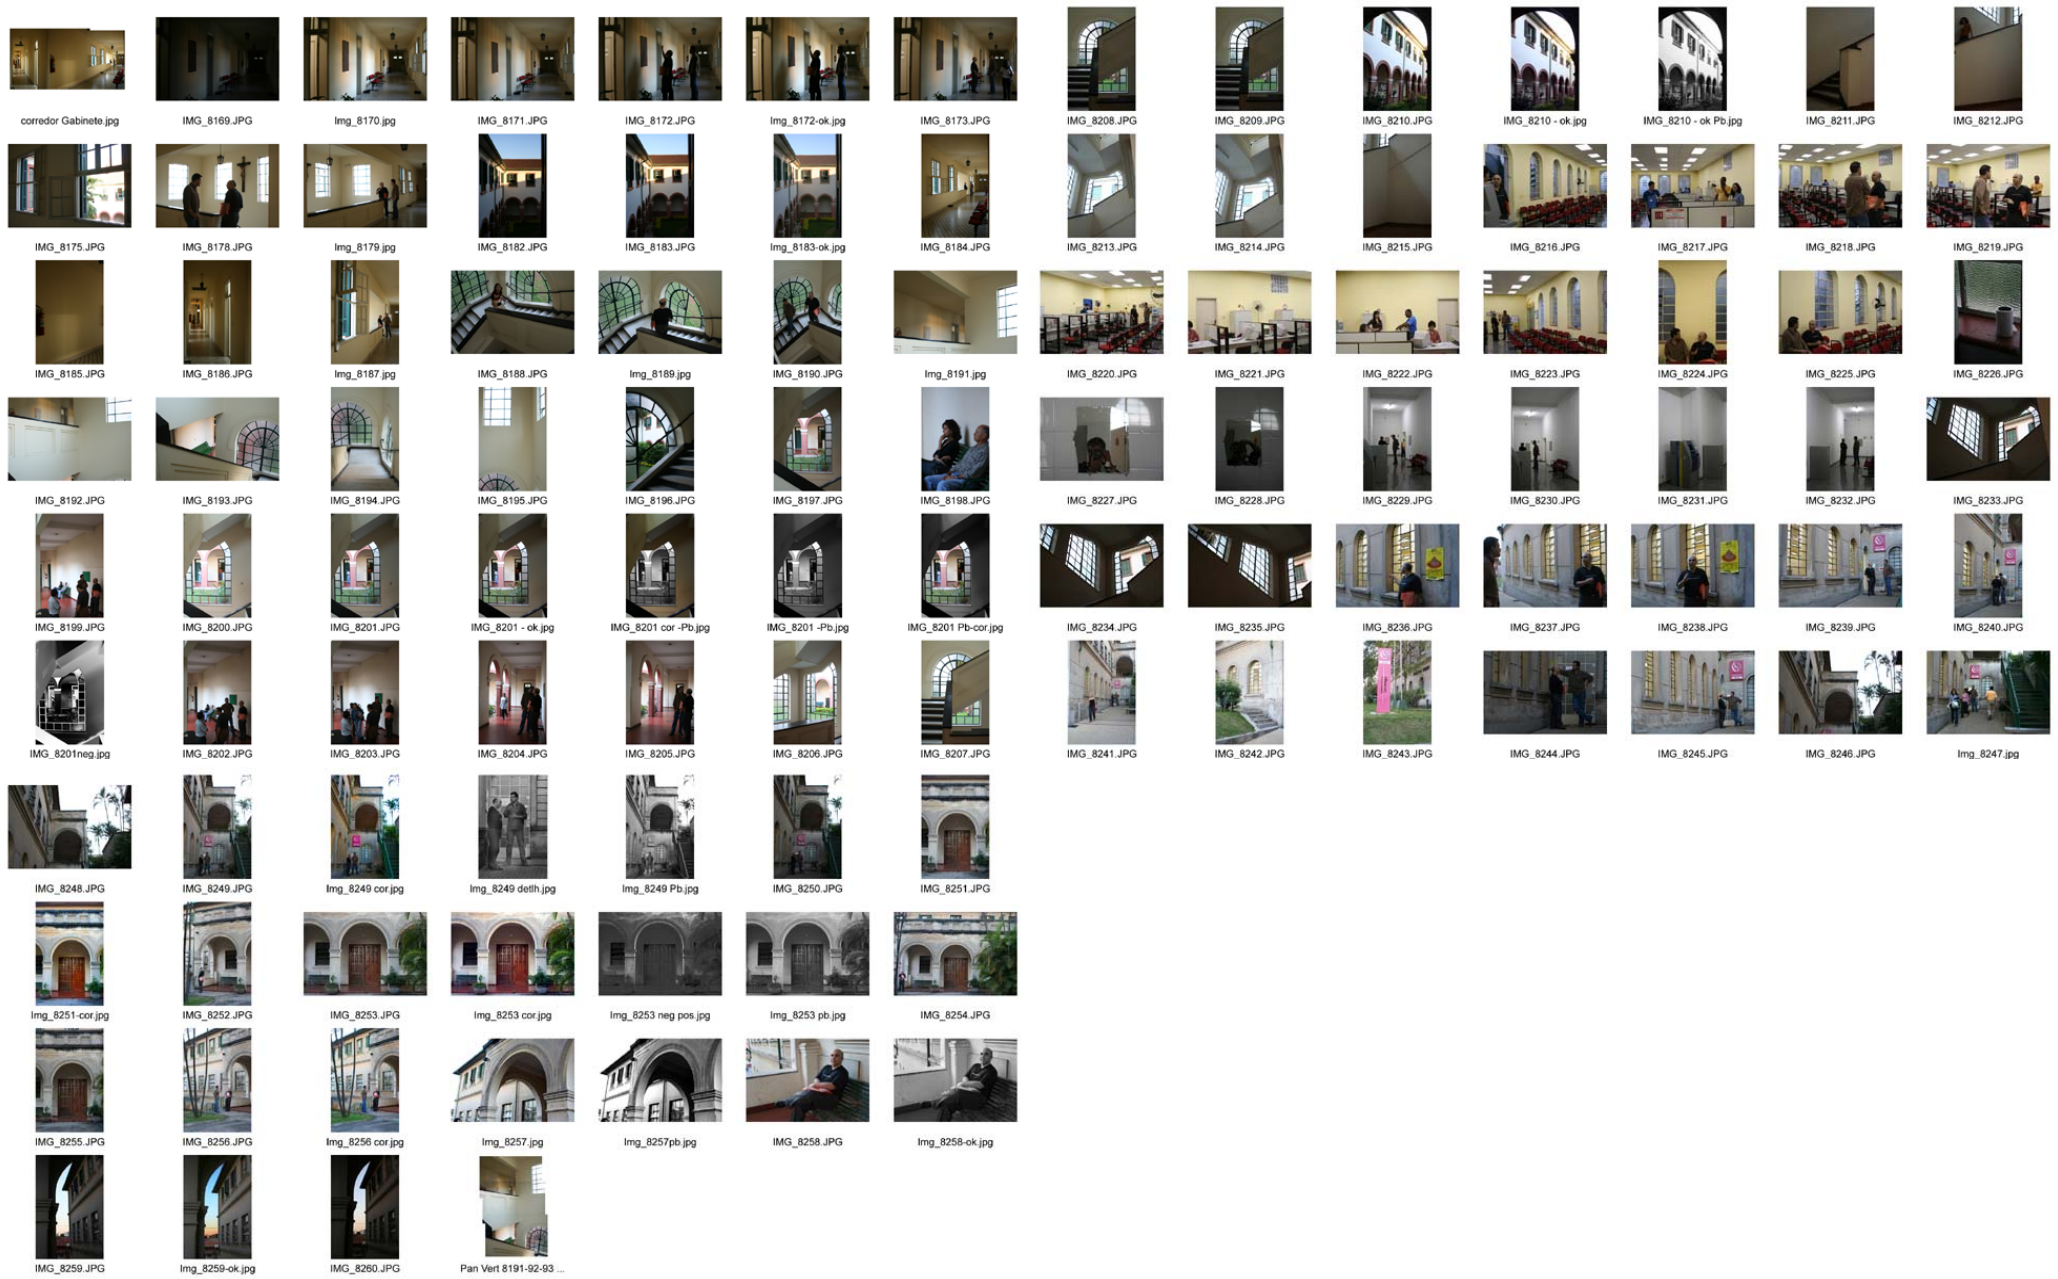 corredor Gabinete.jpg IMG_8169.JPG Img_8170.jpg IMG_8171.JPG IMG_8172.JPG Img_8172-ok.jpg IMG_8173.JPG IMG_8208.JPG IMG_8209.JPG IMG_8210.JPG IMG_8210 - ok.jpg IMG_8210 - ok Pb.jpg IMG_8211.JPG IMG_8212.JPG
IMG_8175.JPG IMG_8178.JPG Img_8179.jpg IMG_8182.JPG IMG_8183.JPG Img_8183-ok.jpg IMG_8184.JPG IMG_8213.JPG IMG_8214.JPG IMG_8215.JPG IMG_8216.JPG IMG_8217.JPG IMG_8218.JPG IMG_8219.JPG
IMG_8185.JPG IMG_8186.JPG Img_8187.jpg IMG_8188.JPG Img_8189.jpg IMG_8190.JPG Img_8191.jpg IMG_8220.JPG IMG_8221.JPG IMG_8222.JPG IMG_8223.JPG IMG_8224.JPG IMG_8225.JPG IMG_8226.JPG
IMG_8192.JPG IMG_8193.JPG IMG_8194.JPG IMG_8195.JPG IMG_8196.JPG IMG_8197.JPG IMG_8198.JPG IMG_8227.JPG IMG_8228.JPG IMG_8229.JPG IMG_8230.JPG IMG_8231.JPG IMG_8232.JPG IMG_8233.JPG
IMG_8199.JPG IMG_8200.JPG IMG_8201.JPG IMG_8201 - ok.jpg IMG_8201 cor -Pb.jpg IMG_8201 -Pb.jpg IMG_8201 Pb-cor.jpg IMG_8234.JPG IMG_8235.JPG IMG_8236.JPG IMG_8237.JPG IMG_8238.JPG IMG_8239.JPG IMG_8240.JPG
IMG_8201neg.jpg IMG_8202.JPG IMG_8203.JPG IMG_8204.JPG IMG_8205.JPG IMG_8206.JPG IMG_8207.JPG IMG_8241.JPG IMG_8242.JPG IMG_8243.JPG IMG_8244.JPG IMG_8245.JPG IMG_8246.JPG Img_8247.jpg
IMG_8248.JPG IMG_8249.JPG Img_8249 cor.jpg Img_8249 detlh.jpg Img_8249 Pb.jpg IMG_8250.JPG IMG_8251.JPG
Img_8251-cor.jpg IMG_8252.JPG IMG_8253.JPG Img_8253 cor.jpg Img_8253 neg pos.jpg Img_8253 pb.jpg IMG_8254.JPG
IMG_8255.JPG IMG_8256.JPG Img_8256 cor.jpg Img_8257.jpg Img_8257pb.jpg IMG_8258.JPG Img_8258-ok.jpg
IMG_8259.JPG Img_8259-ok.jpg IMG_8260.JPG Pan Vert 8191-92-93 ...